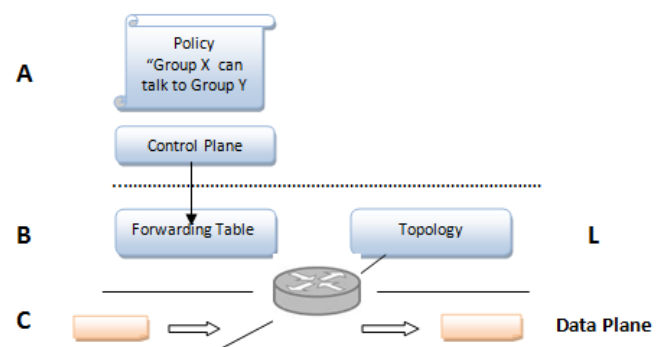 A
Policy
“Group X can
talk to Group Y
Control Plane
B
Forwarding Table
Topology
L
C
Data Plane